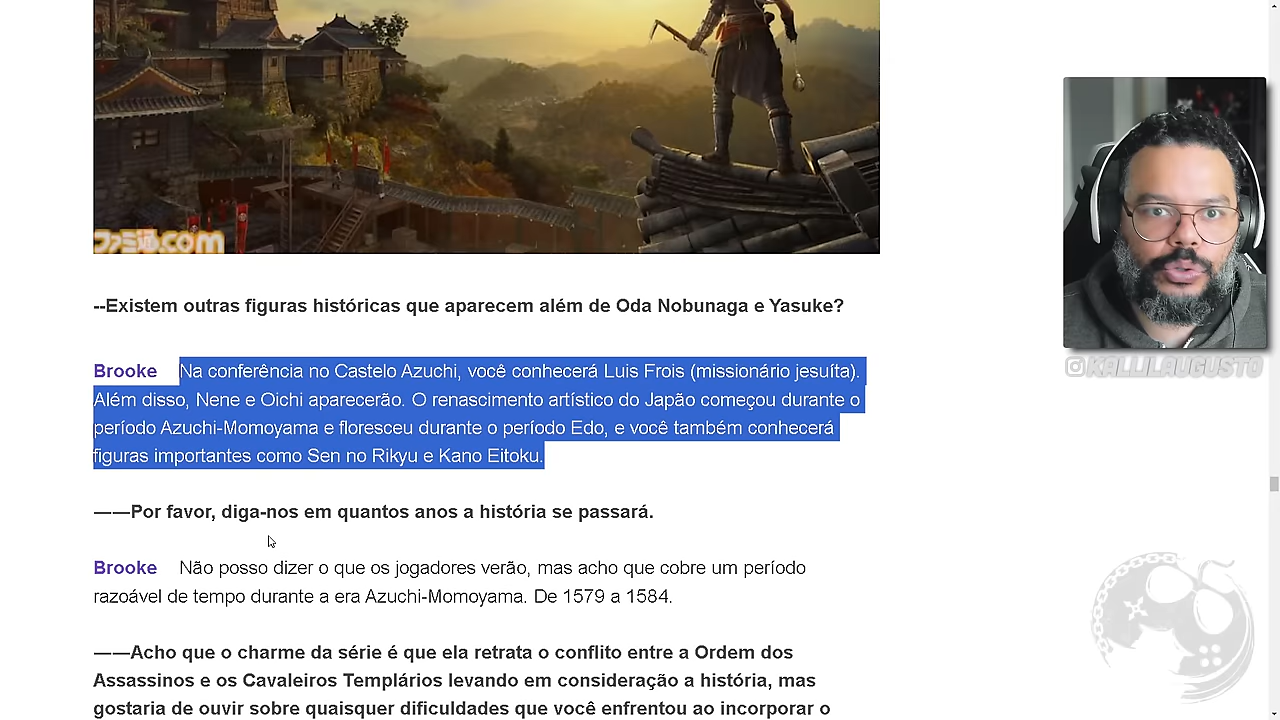 ファミ通.com
--Existem outras figuras históricas que aparecem além de Oda Nobunaga e Yasuke?
Brooke Na conferência no Castelo Azuchi, você conhecerá Luis Frois (missionário jesuíta).
Além disso, Nene e Oichi aparecerão. O renascimento artístico do Japão começou durante o
período Azuchi-Momoyama e floresceu durante o período Edo, e você também conhecerá
figuras importantes como Sen no Rikyu e Kano Eitoku.
KALLILAUGUSTO
——Por favor, diga-nos em quantos anos a história se passará.
Brooke Não posso dizer o que os jogadores verão, mas acho que cobre um período
razoável de tempo durante a era Azuchi-Momoyama. De 1579 a 1584.
——Acho que o charme da série é que ela retrata o conflito entre a Ordem dos
Assassinos e os Cavaleiros Templários levando em consideração a história, mas
gostaria de ouvir sobre quaisquer dificuldades que você enfrentou ao incorporar o